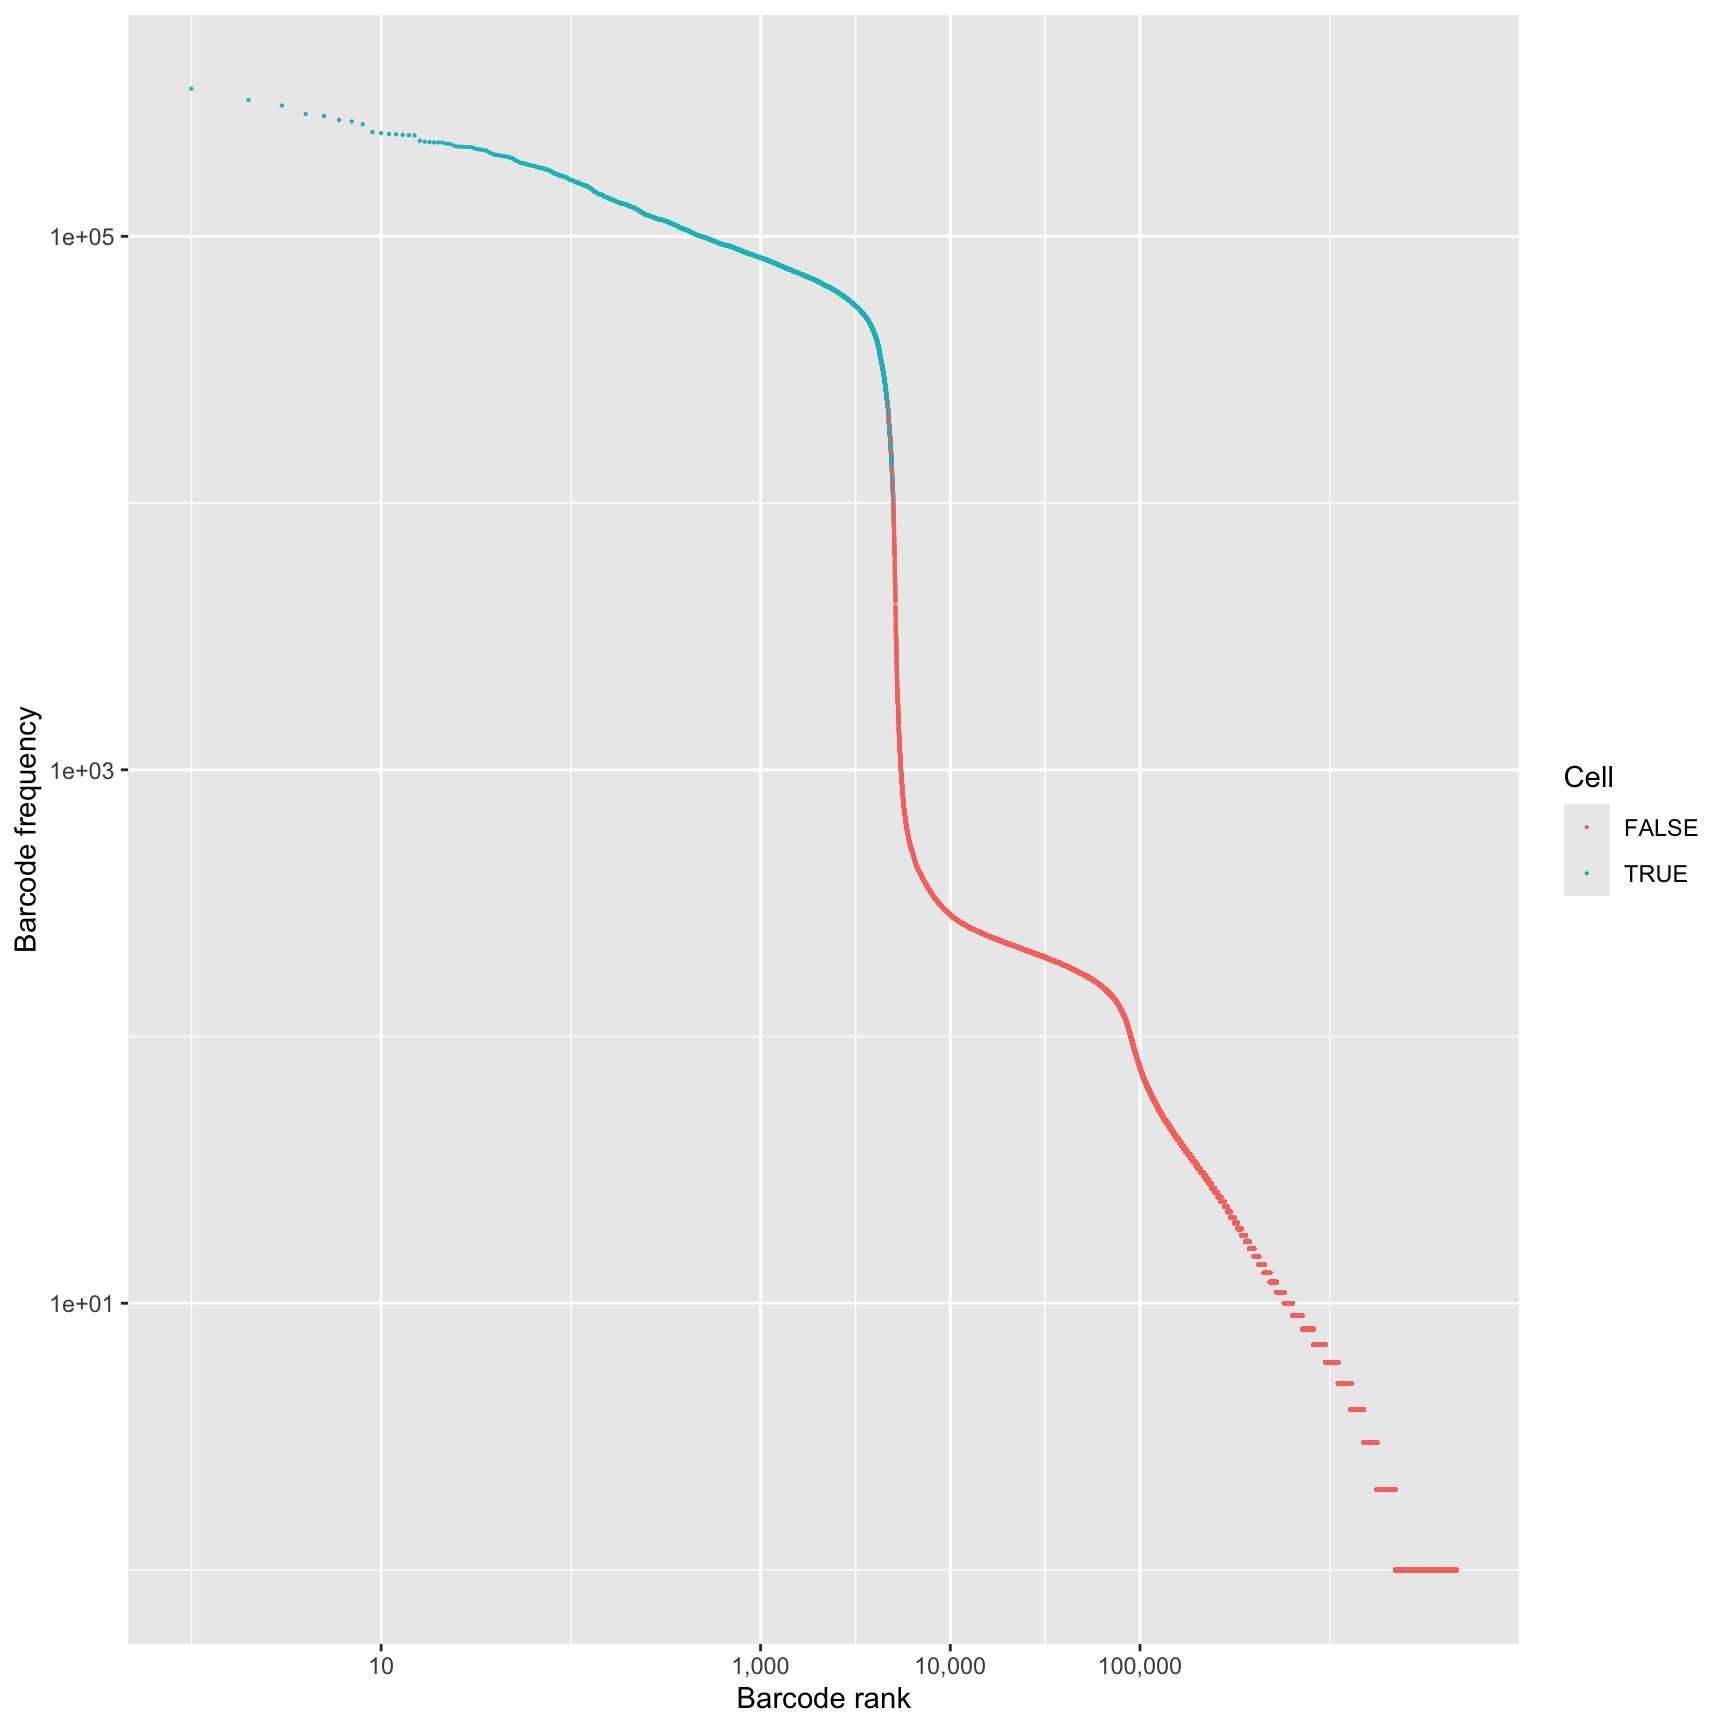 1e+05
1e+03
1e+01
Barcode frequency
10
1,000
10,000
100,000
Barcode rank
Cell
FALSE
TRUE